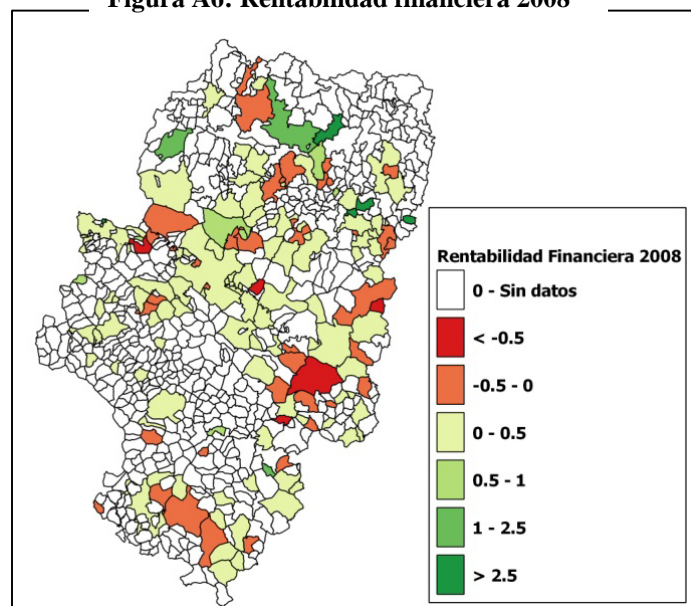 Figura A6: Rentabilidad financiera 2008
Rentabilidad Financiera 2008
0 - Sin datos
< -0.5
-0.5 - 0
0 - 0.5
0.5 - 1
1 - 2.5
> 2.5